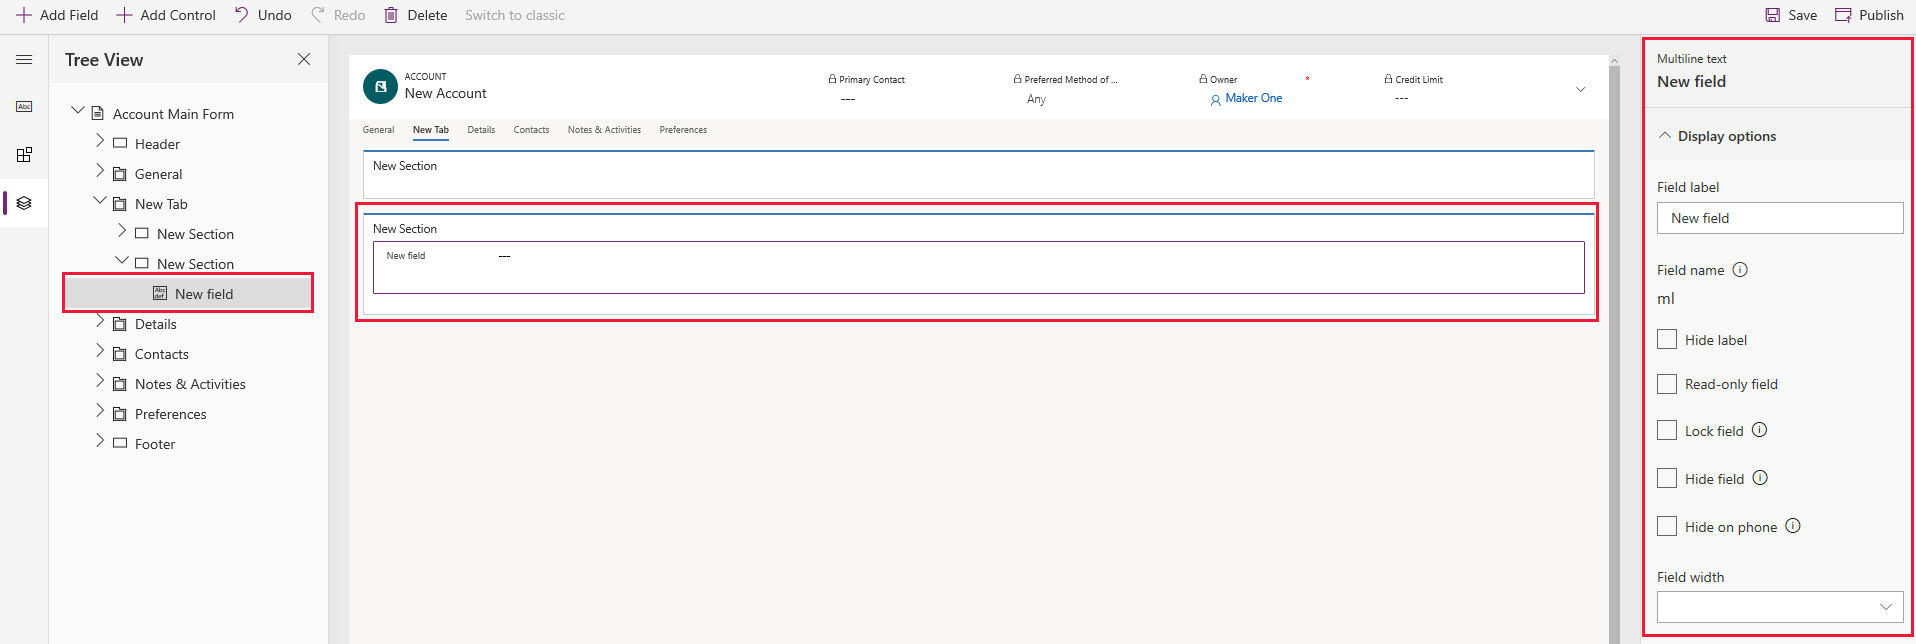 Add Field Add Control Undo Redo Delete Switch to classic Save Publish
Tree View
Account Main Form
Header
General
New Tab
New Section
New Section
Abc
def
New field
Details
Contacts
Notes & Activities
Preferences
Footer
Abc
ACCOUNT
New Account
Primary Contact
---
Preferred Method of ...
Any
Owner *
Maker One
Credit Limit
---
General New Tab Details Contacts Notes & Activities Preferences
New Section
New Section
New field ---
Multiline text
New field
Display options
Field label
New field
Field name
ml
Hide label
Read-only field
Lock field
Hide field
Hide on phone
Field width